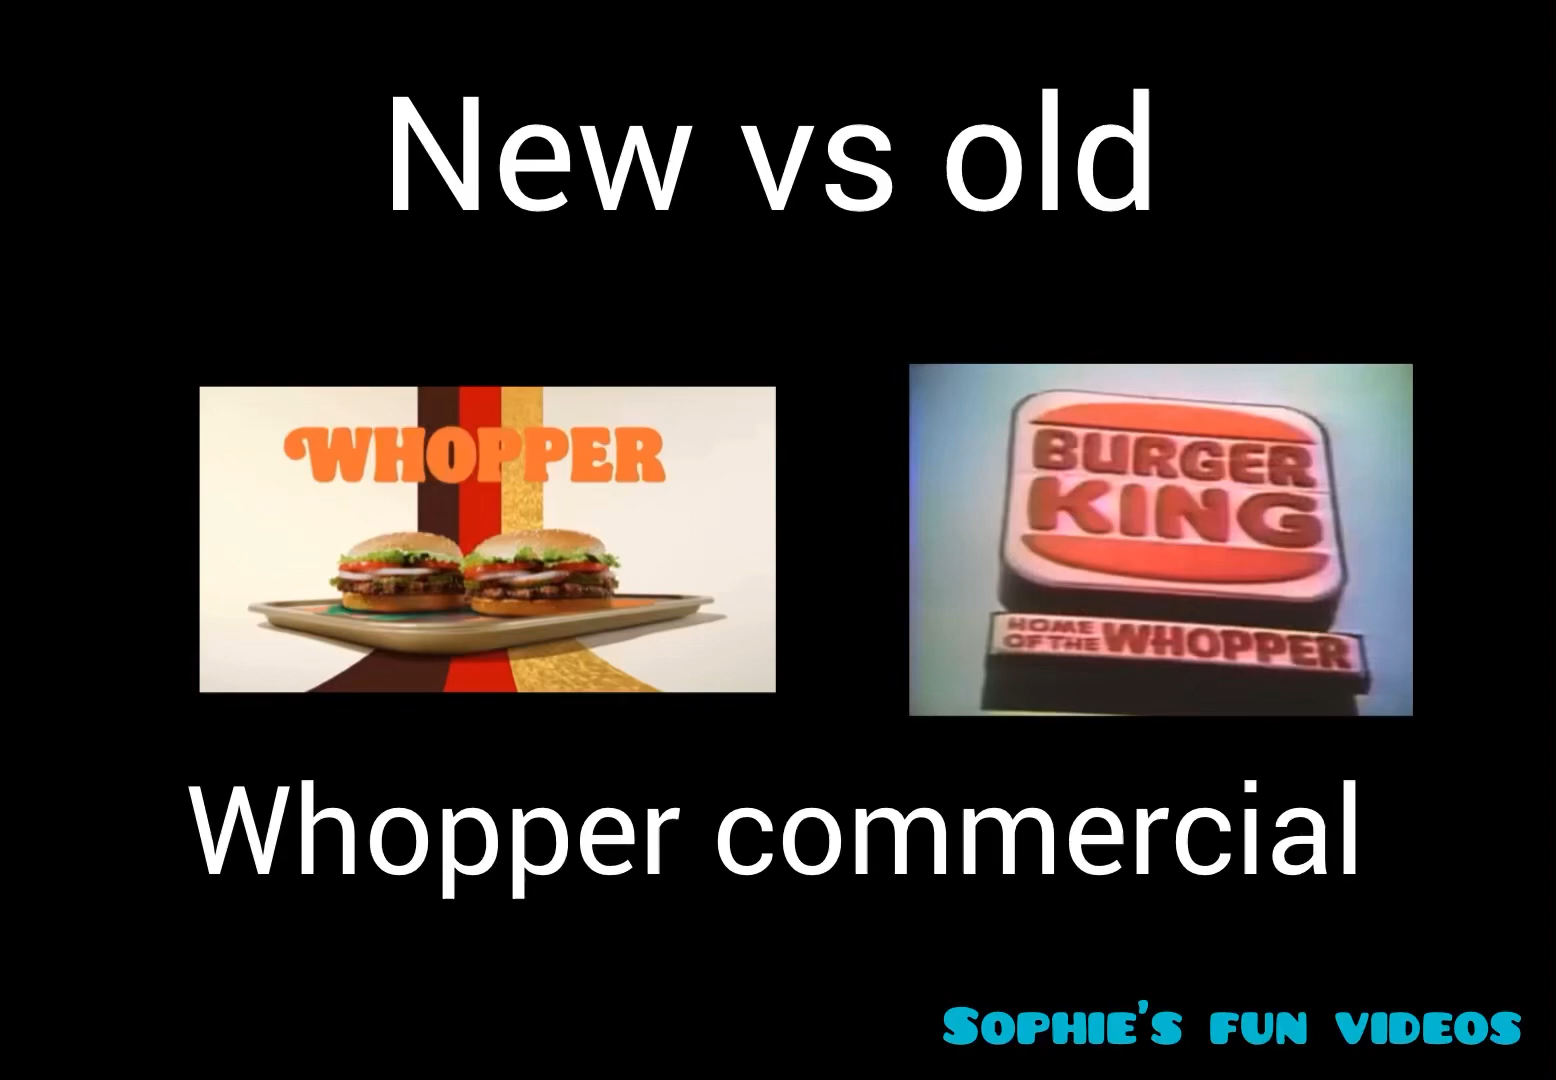 New vs old
WHOPPER
BURGER
KING
HOME
OF THE WHOPPER
Whopper commercial
SOPHIE'S FUN VIDEOS